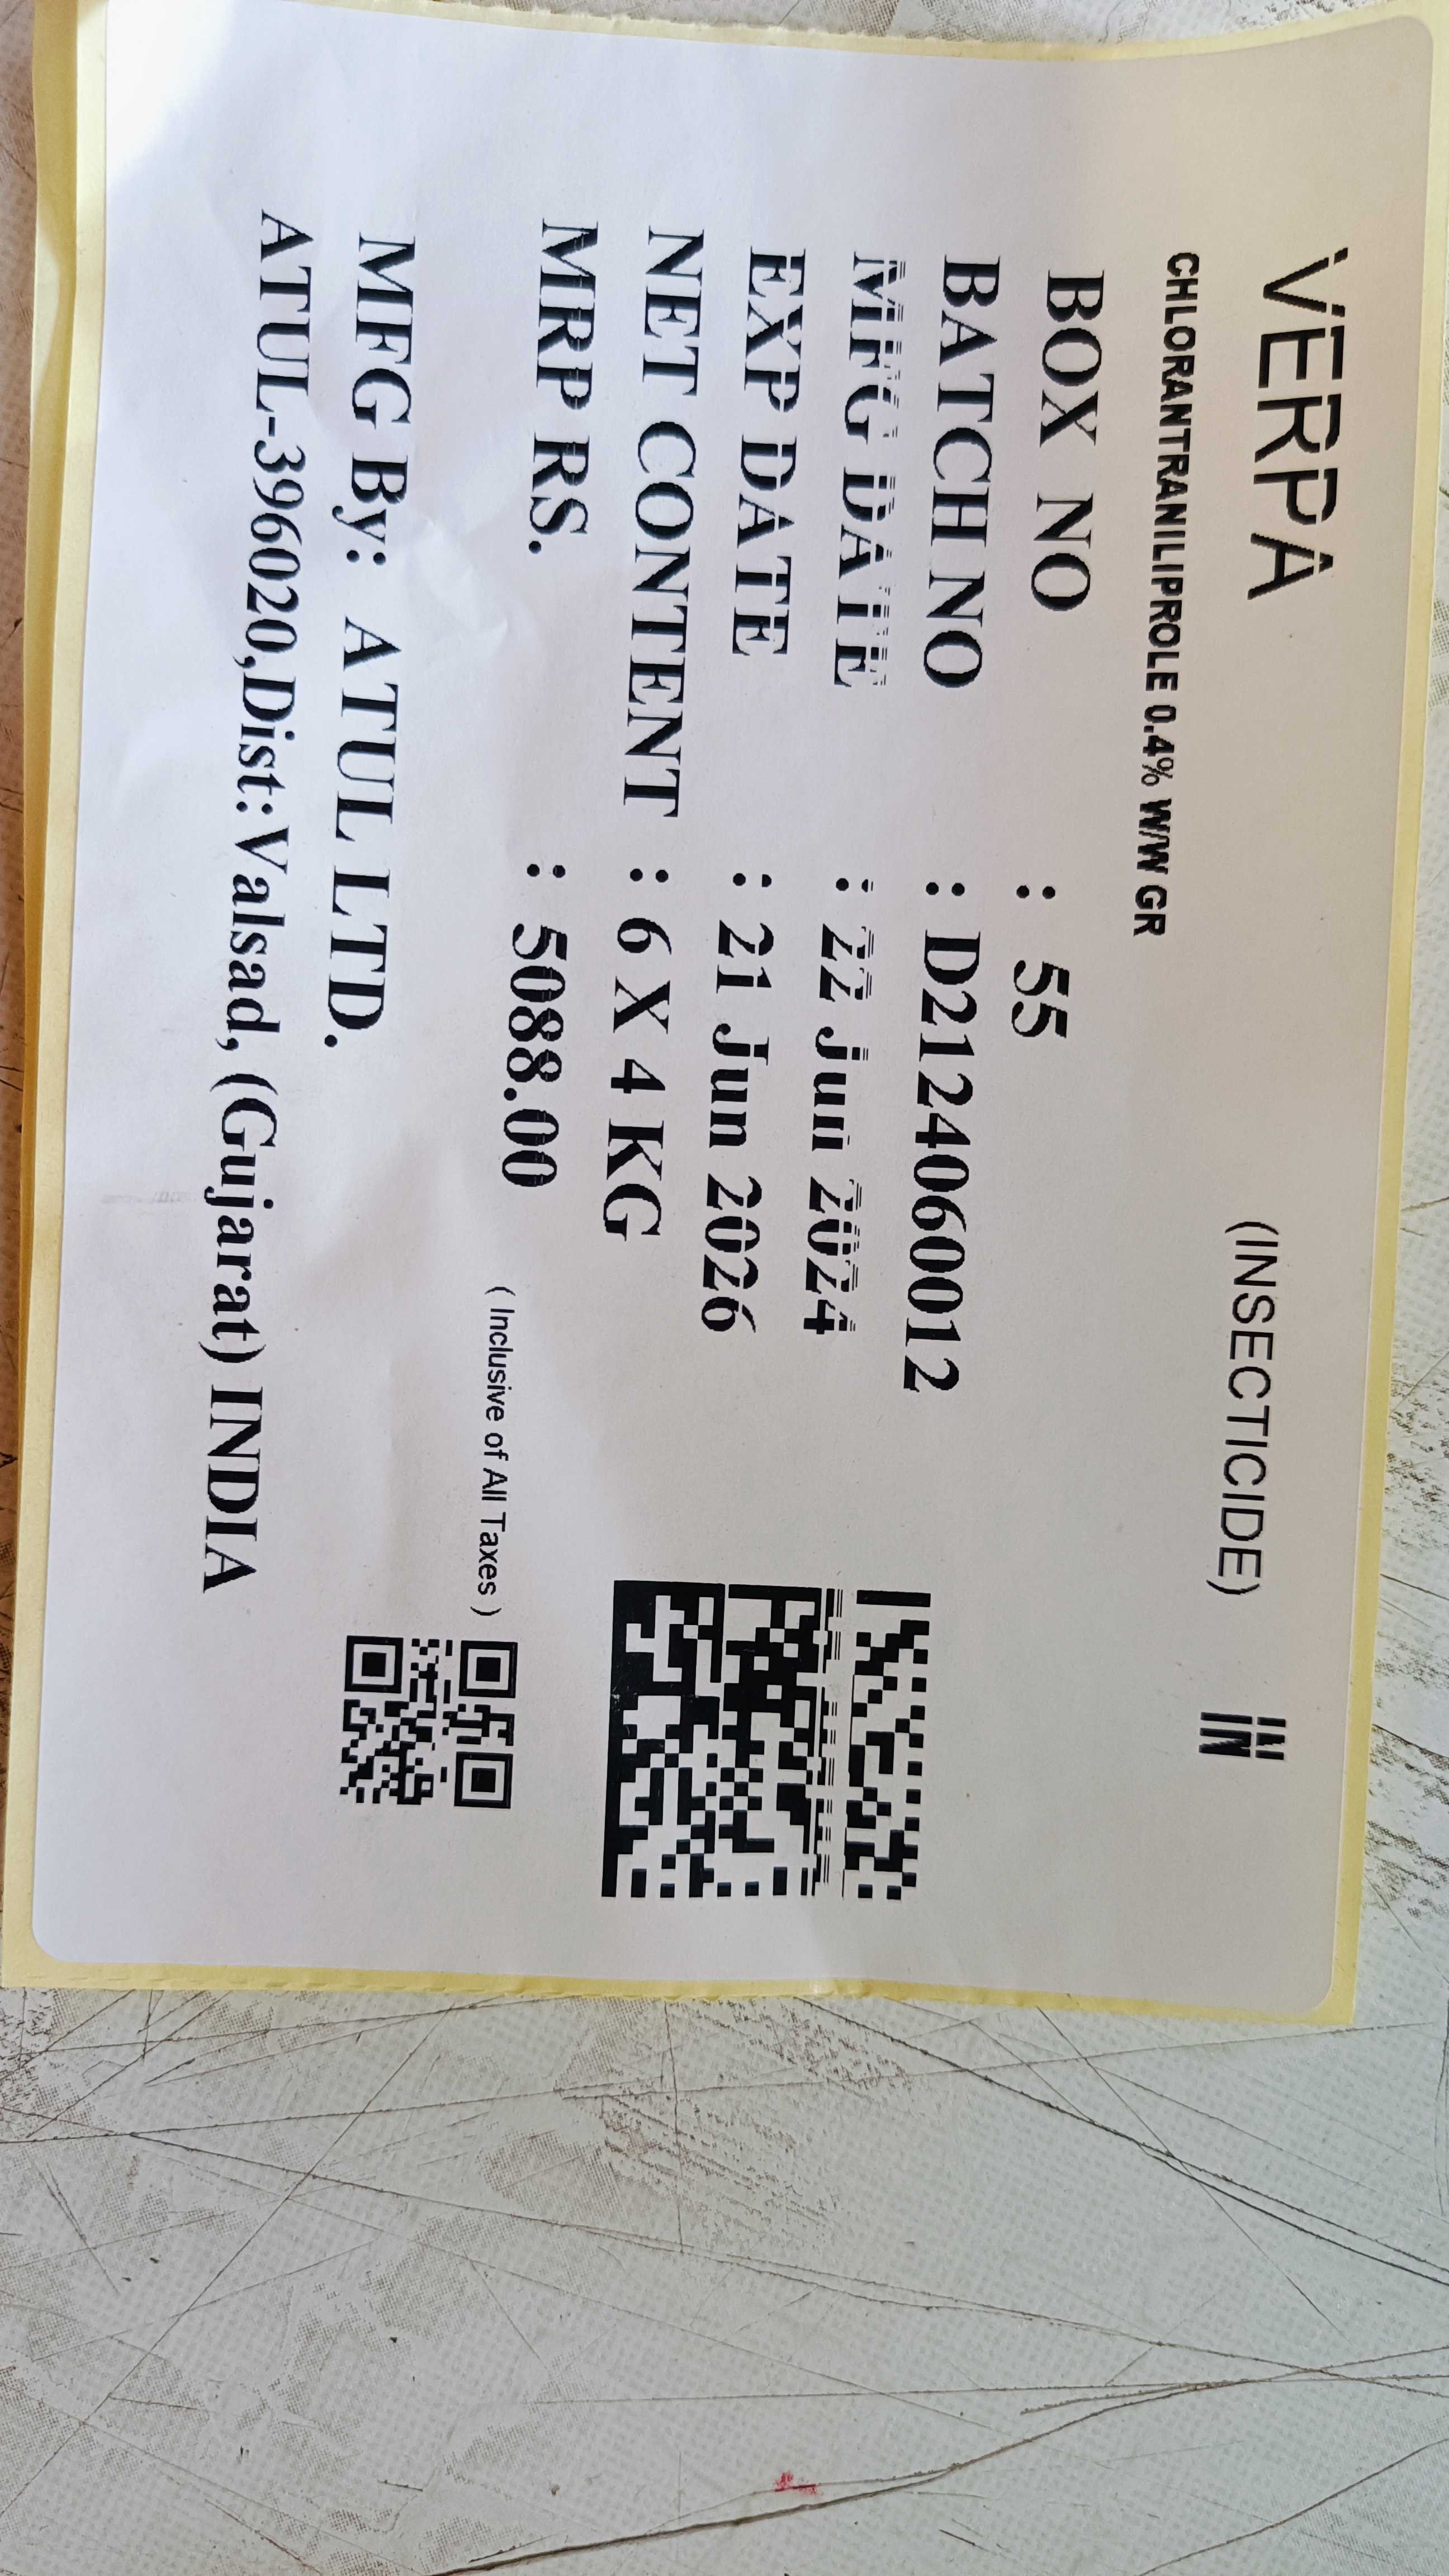 VERPA (INSECTICIDE) IN
CHLORANTRANILIPROLE 0.4% W/W GR
BOX NO : 55
BATCH NO : D2124060012
MFG DATE : 22 Jun 2024
EXP DATE : 21 Jun 2026
NET CONTENT : 6 X 4 KG
MRP RS. : 5088.00 ( Inclusive of All Taxes )
MFG By: ATUL LTD.
ATUL-396020,Dist:Valsad, (Gujarat) INDIA